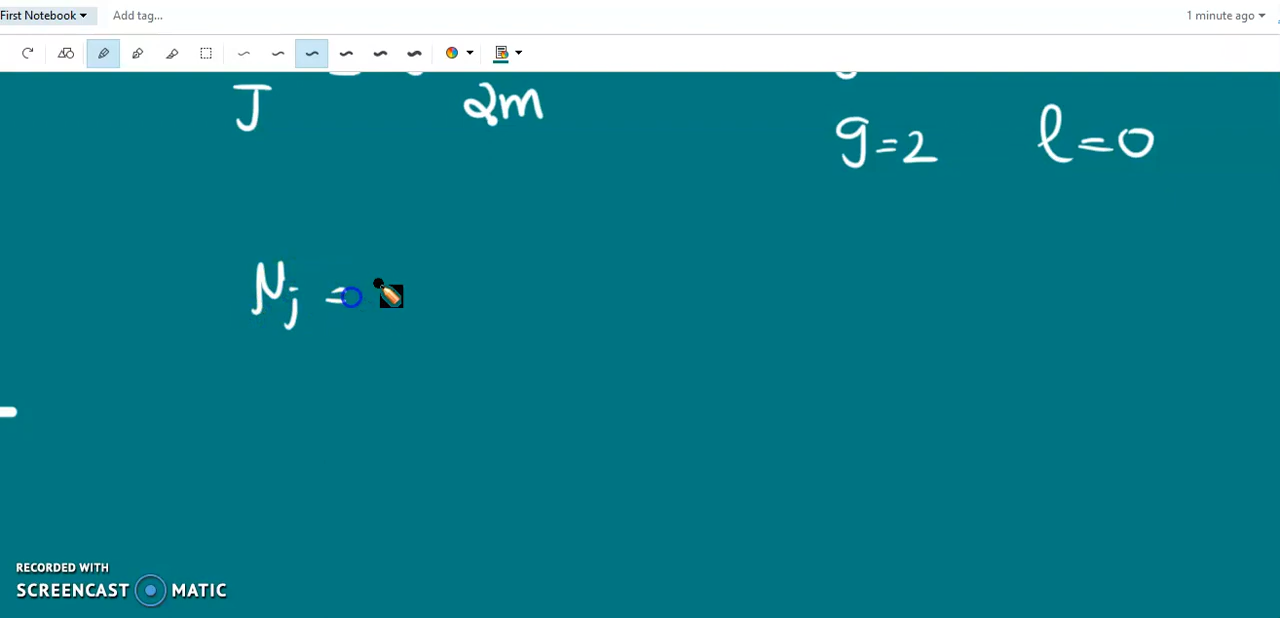 First Notebook Add tag... 1 minute ago
J 2m
g=2 l=0
μj =
RECORDED WITH
SCREENCAST MATIC